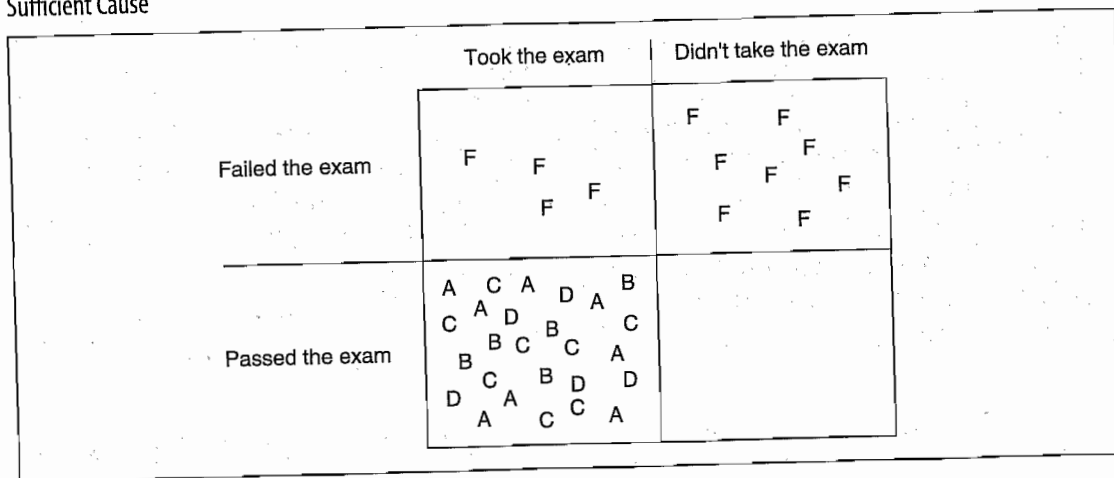 Sufficient Cause
Took the exam Didn't take the exam
F F
F F F
Failed the exam F F F F
F F F
A C A D A B
C A D B C
B C C A
Passed the exam B
C B D D
D A C A
A C